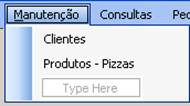 Manutenção Consultas
Clientes
Produtos - Pizzas
Type Here